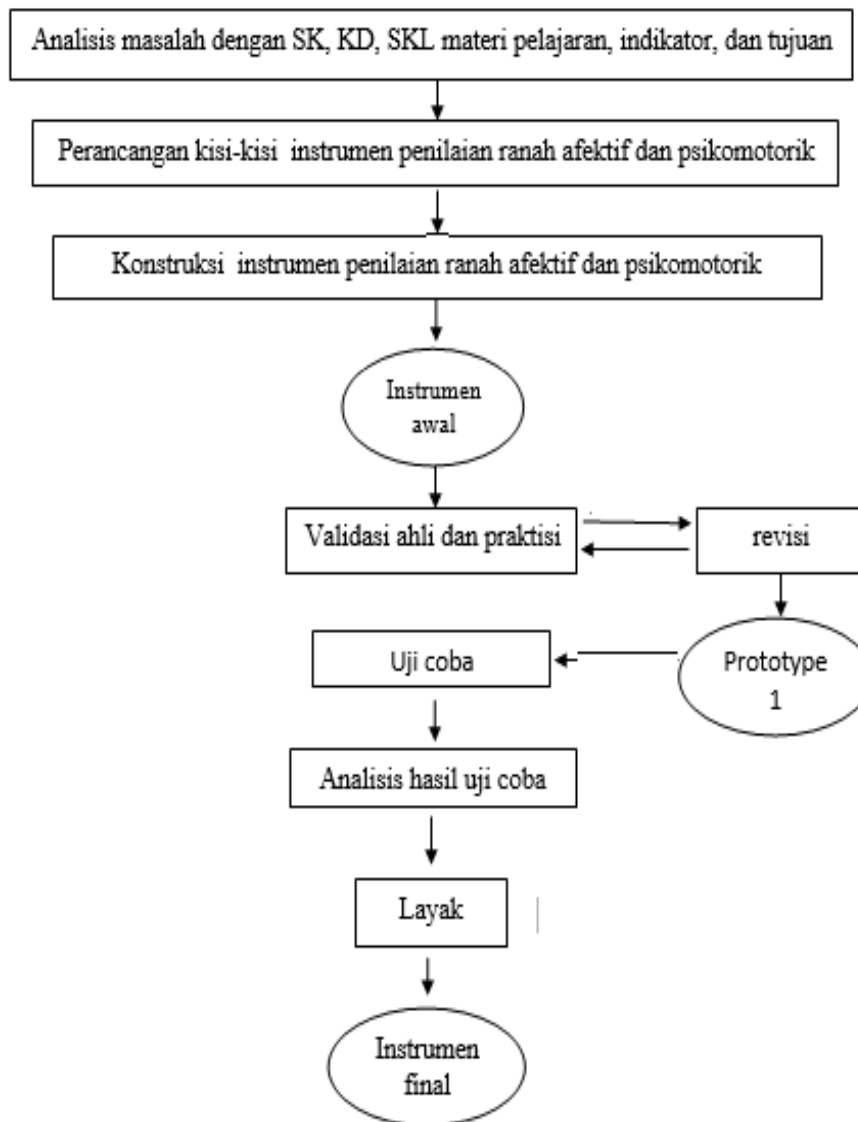 Analisis masalah dengan SK, KD, SKL materi pelajaran, indikator, dan tujuan
Perancangan kisi-kisi instrumen penilaian ranah afektif dan psikomotorik
Konstruksi instrumen penilaian ranah afektif dan psikomotorik
Instrumen
awal
Validasi ahli dan praktisi
revisi
Uji coba
Prototype
1
Analisis hasil uji coba
Layak
Instrumen
final